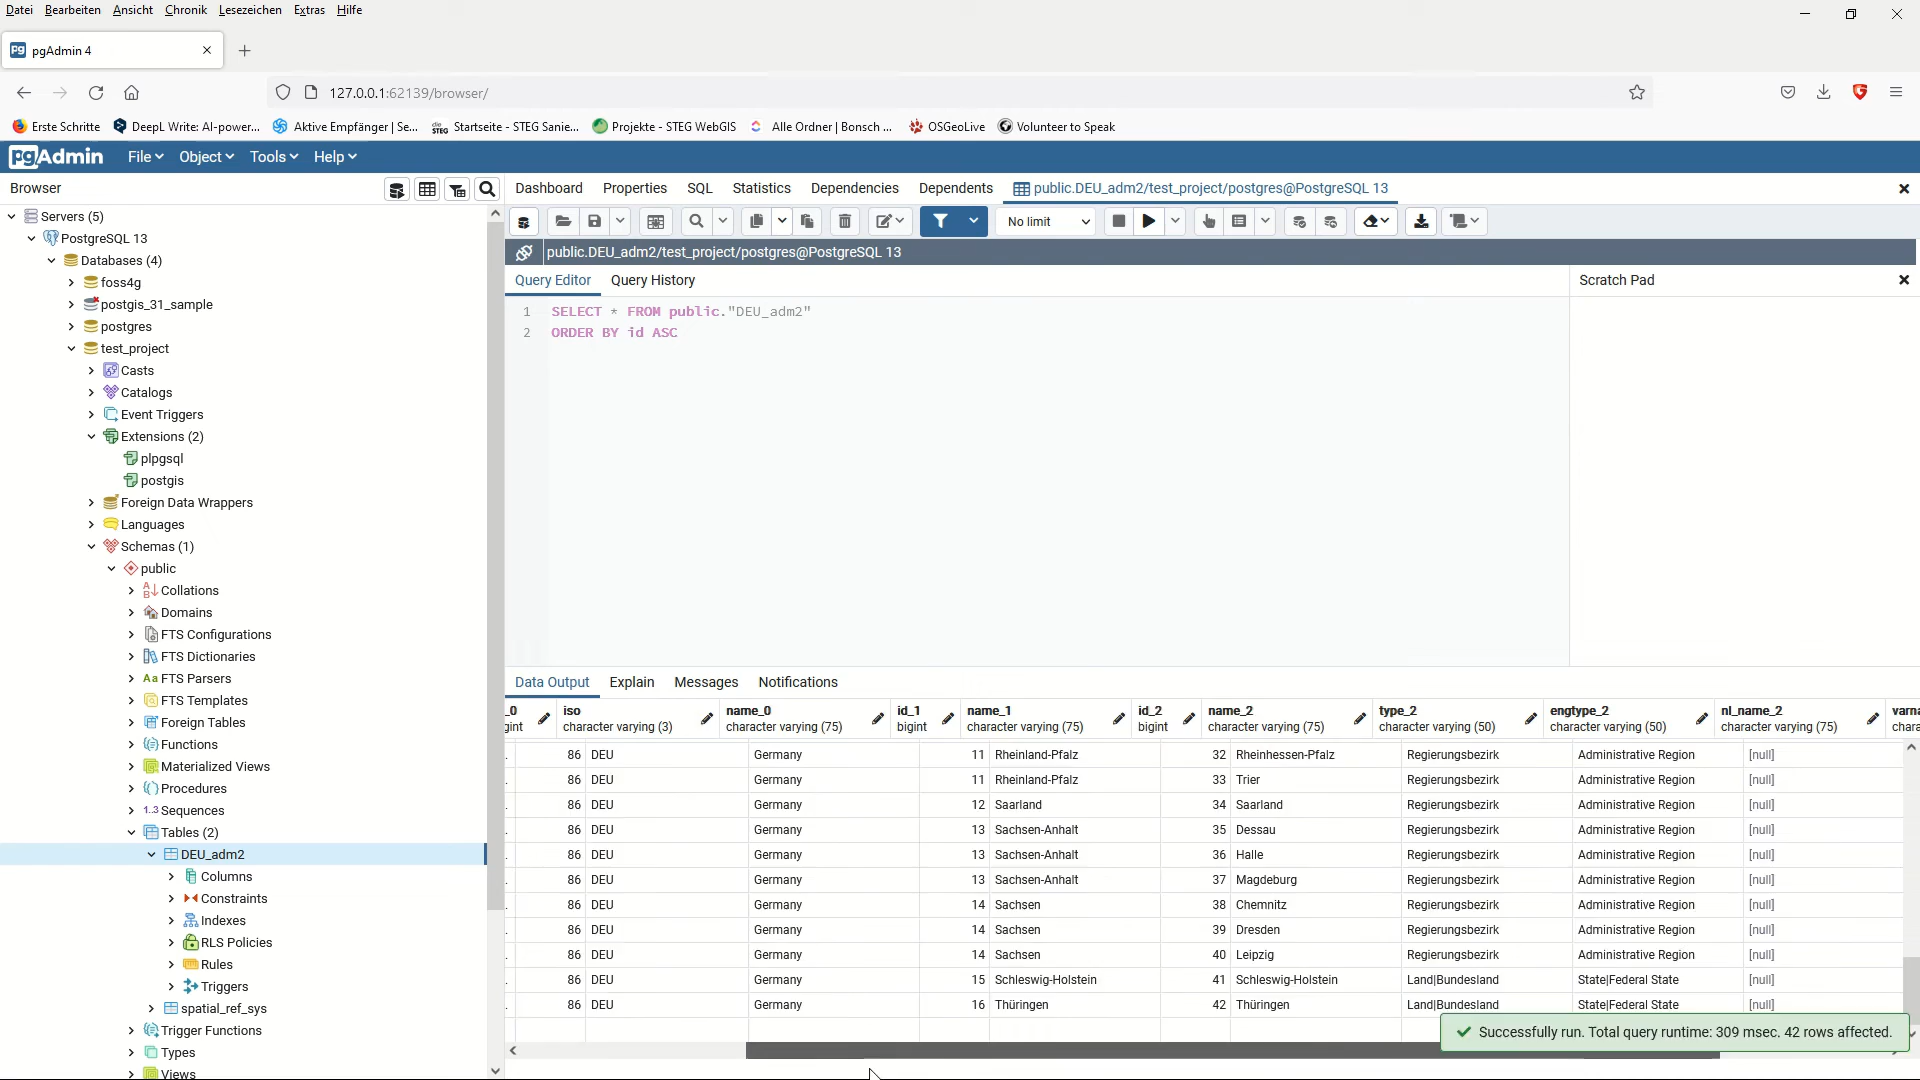 Datei Bearbeiten Ansicht Chronik Lesezeichen Extras Hilfe
pgAdmin 4
127.0.0.1:62139/browser/
Erste Schritte DeepL Write: AI-power... Aktive Empfänger | Se... Startseite - STEG Sanie... Projekte - STEG WebGIS Alle Ordner | Bonsch ... OSGeoLive Volunteer to Speak
pgAdmin File Object Tools Help
Browser
Dashboard Properties SQL Statistics Dependencies Dependents public.DEU_adm2/test_project/postgres@PostgreSQL 13
No limit
public.DEU_adm2/test_project/postgres@PostgreSQL 13
Query Editor Query History
Scratch Pad
1 SELECT * FROM public."DEU_adm2"
2 ORDER BY id ASC
Servers (5)
PostgreSQL 13
Databases (4)
foss4g
postgis_31_sample
postgres
test_project
Casts
Catalogs
Event Triggers
Extensions (2)
plpgsql
postgis
Foreign Data Wrappers
Languages
Schemas (1)
public
Collations
Domains
FTS Configurations
FTS Dictionaries
FTS Parsers
FTS Templates
Foreign Tables
Functions
Materialized Views
Procedures
Sequences
Tables (2)
DEU_adm2
Columns
Constraints
Indexes
RLS Policies
Rules
Triggers
spatial_ref_sys
Trigger Functions
Types
Views
Data Output Explain Messages Notifications
_0 iso name_0 id_1 name_1 id_2 name_2 type_2 engtype_2 nl_name_2 varna
gint character varying (3) character varying (75) bigint character varying (75) bigint character varying (75) character varying (50) character varying (50) character varying (75) chara
86 DEU Germany 11 Rheinland-Pfalz 32 Rheinhessen-Pfalz Regierungsbezirk Administrative Region [null]
86 DEU Germany 11 Rheinland-Pfalz 33 Trier Regierungsbezirk Administrative Region [null]
86 DEU Germany 12 Saarland 34 Saarland Regierungsbezirk Administrative Region [null]
86 DEU Germany 13 Sachsen-Anhalt 35 Dessau Regierungsbezirk Administrative Region [null]
86 DEU Germany 13 Sachsen-Anhalt 36 Halle Regierungsbezirk Administrative Region [null]
86 DEU Germany 13 Sachsen-Anhalt 37 Magdeburg Regierungsbezirk Administrative Region [null]
86 DEU Germany 14 Sachsen 38 Chemnitz Regierungsbezirk Administrative Region [null]
86 DEU Germany 14 Sachsen 39 Dresden Regierungsbezirk Administrative Region [null]
86 DEU Germany 14 Sachsen 40 Leipzig Regierungsbezirk Administrative Region [null]
86 DEU Germany 15 Schleswig-Holstein 41 Schleswig-Holstein Land|Bundesland State|Federal State [null]
86 DEU Germany 16 Thüringen 42 Thüringen Land|Bundesland State|Federal State [null]
Successfully run. Total query runtime: 309 msec. 42 rows affected.